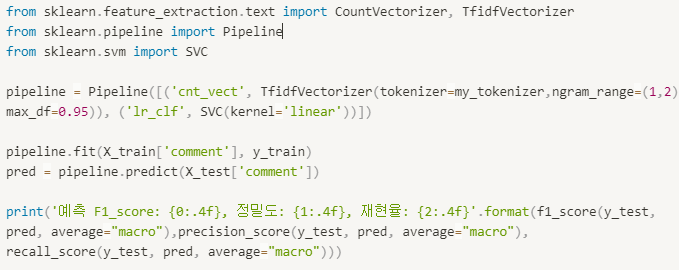 from sklearn.feature_extraction.text import CountVectorizer, TfidfVectorizer
from sklearn.pipeline import Pipeline
from sklearn.svm import SVC
pipeline = Pipeline([('cnt_vect', TfidfVectorizer(tokenizer=my_tokenizer,ngram_range=(1,2)
max_df=0.95)), ('lr_clf', SVC(kernel='linear'))])
pipeline.fit(X_train['comment'], y_train)
pred = pipeline.predict(X_test['comment'])
print('예측 F1_score: {0:.4f}, 정밀도: {1:.4f}, 재현율: {2:.4f}'.format(f1_score(y_test,
pred, average="macro"),precision_score(y_test, pred, average="macro"),
recall_score(y_test, pred, average="macro")))